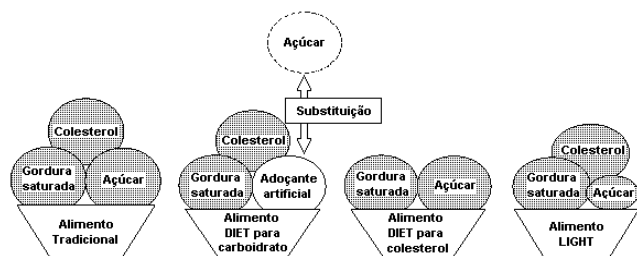 Açúcar
Substituição
Colesterol
Gordura
saturada
Açúcar
Alimento
Tradicional
Colesterol
Gordura
saturada
Adoçante
artificial
Alimento
DIET para
carboidrato
Gordura
saturada
Açúcar
Alimento
DIET para
colesterol
Colesterol
Gordura
saturada
Açúcar
Alimento
LIGHT